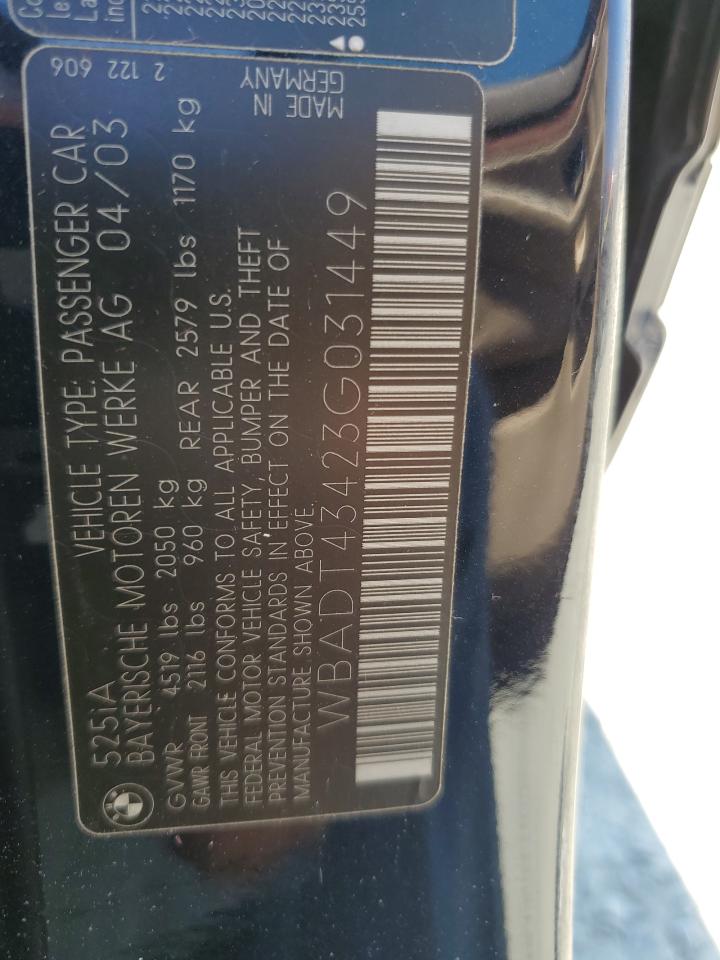 525IA VEHICLE TYPE: PASSENGER CAR 2 122 606
BAYERISCHE MOTOREN WERKE AG 04/03
GVWR 4519 lbs 2050 kg
GAWR FRONT 2116 lbs 960 kg REAR 2579 lbs 1170 kg
THIS VEHICLE CONFORMS TO ALL APPLICABLE U.S.
FEDERAL MOTOR VEHICLE SAFETY, BUMPER AND THEFT
PREVENTION STANDARDS IN EFFECT ON THE DATE OF
MANUFACTURE SHOWN ABOVE.
MADE IN
GERMANY
WBADT43423G031449